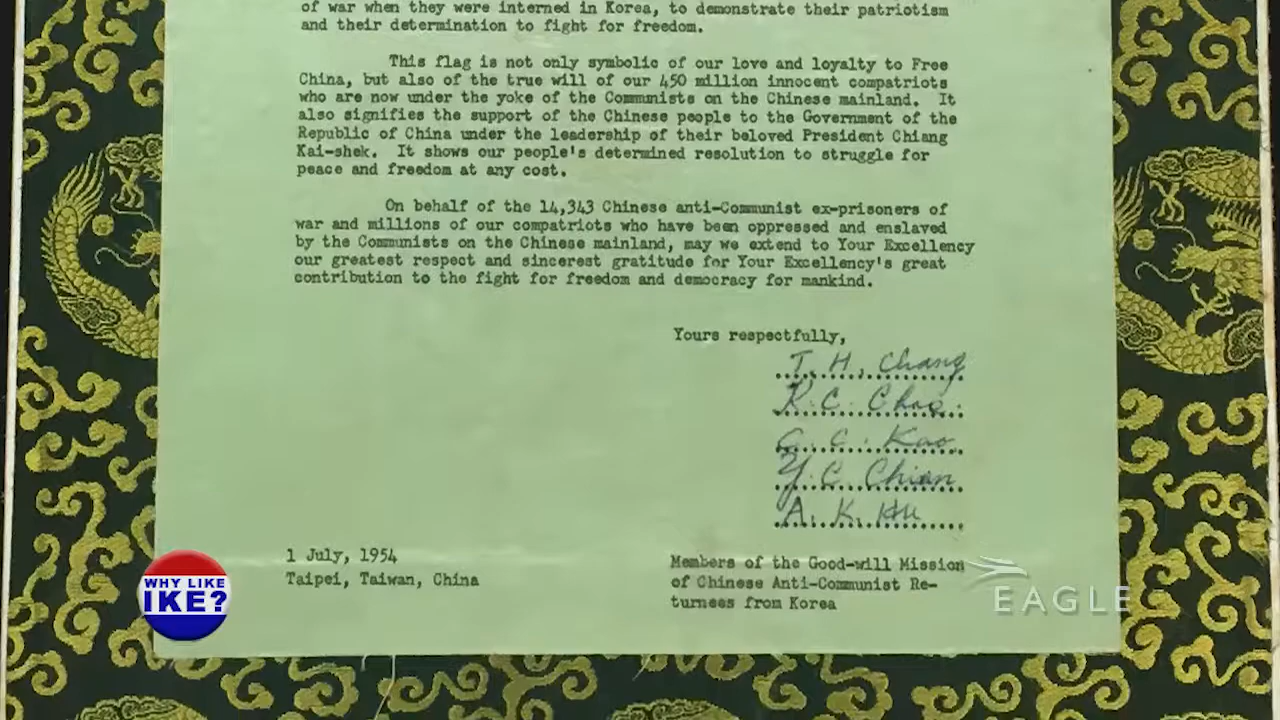 of war when they were interned in Korea, to demonstrate their patriotism
and their determination to fight for freedom.
This flag is not only symbolic of our love and loyalty to Free
China, but also of the true will of our 450 million innocent compatriots
who are now under the yoke of the Communists on the Chinese mainland. It
also signifies the support of the Chinese people to the Government of the
Republic of China under the leadership of their beloved President Chiang
Kai-shek. It shows our people's determined resolution to struggle for
peace and freedom at any cost.
On behalf of the 14,343 Chinese anti-Communist ex-prisoners of
war and millions of our compatriots who have been oppressed and enslaved
by the Communists on the Chinese mainland, may we extend to Your Excellency
our greatest respect and sincerest gratitude for Your Excellency's great
contribution to the fight for freedom and democracy for mankind.
Yours respectfully,
T. H. Chang
K. C. Chao
C. C. Kao
Y. C. Chien
A. K. Hu
1 July, 1954
Taipei, Taiwan, China
Members of the Good-will Mission
of Chinese Anti-Communist Re-
turnees from Korea
WHY LIKE
IKE?
EAGLE